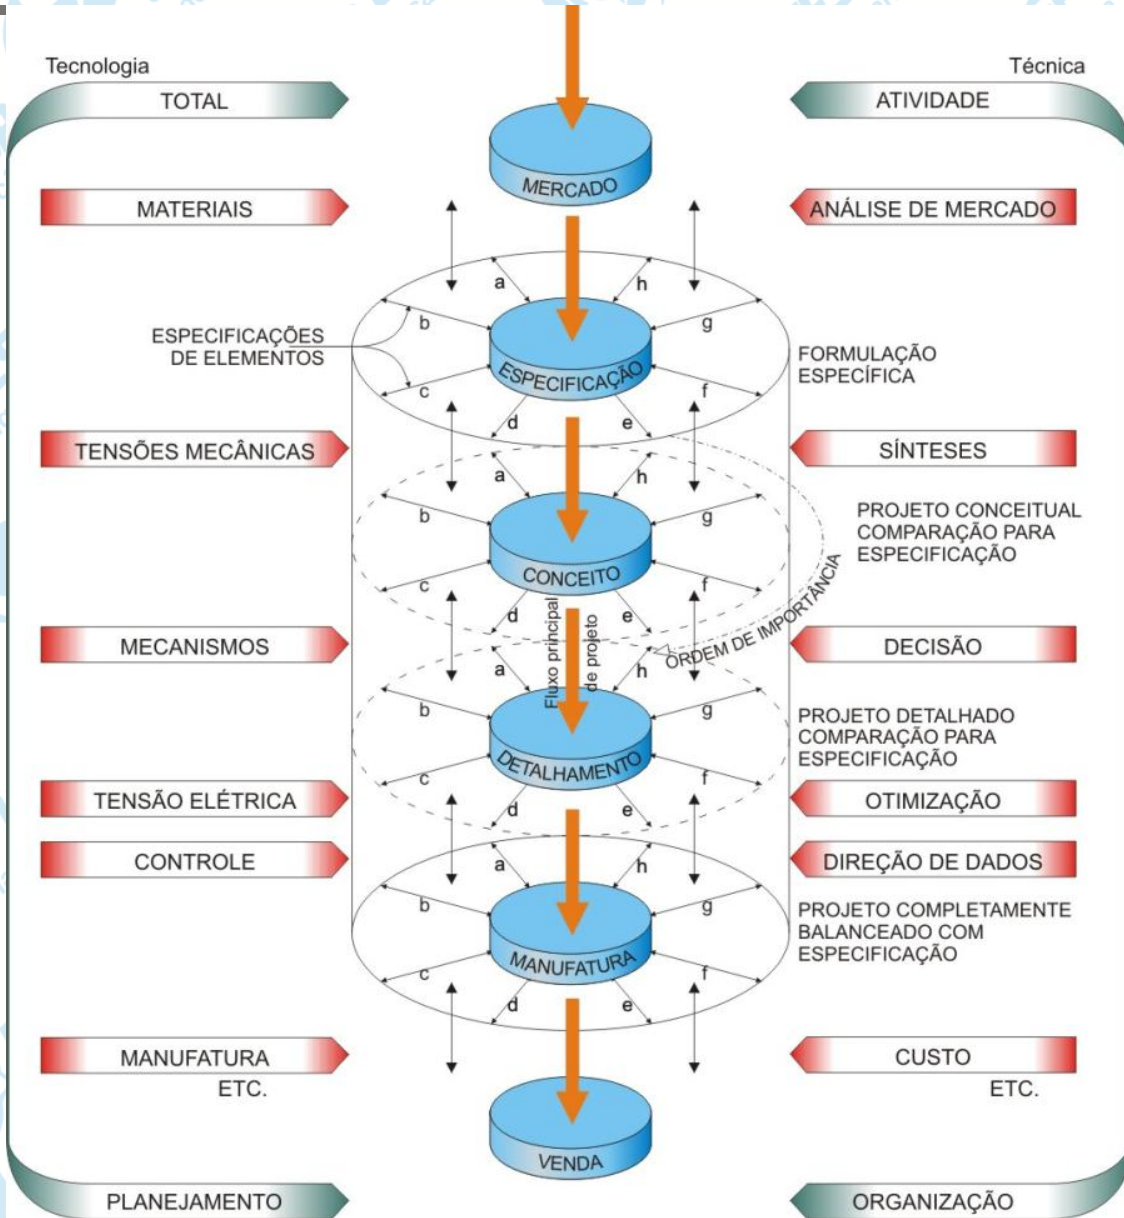 Tecnologia
Técnica
TOTAL
ATIVIDADE
MERCADO
MATERIAIS
ANÁLISE DE MERCADO
a
h
b
g
ESPECIFICAÇÕES
DE ELEMENTOS
ESPECIFICAÇÃO
FORMULAÇÃO
ESPECÍFICA
c
f
d
e
TENSÕES MECÂNICAS
SÍNTESES
a
h
b
g
PROJETO CONCEITUAL
COMPARAÇÃO PARA
ESPECIFICAÇÃO
CONCEITO
c
f
d
e
ORDEM DE IMPORTÂNCIA
Fluxo principal
de projeto
MECANISMOS
DECISÃO
a
h
b
g
PROJETO DETALHADO
COMPARAÇÃO PARA
ESPECIFICAÇÃO
DETALHAMENTO
c
f
d
e
TENSÃO ELÉTRICA
OTIMIZAÇÃO
CONTROLE
DIREÇÃO DE DADOS
a
h
b
g
PROJETO COMPLETAMENTE
BALANCEADO COM
ESPECIFICAÇÃO
MANUFATURA
c
f
d
e
MANUFATURA
ETC.
CUSTO
ETC.
VENDA
PLANEJAMENTO
ORGANIZAÇÃO